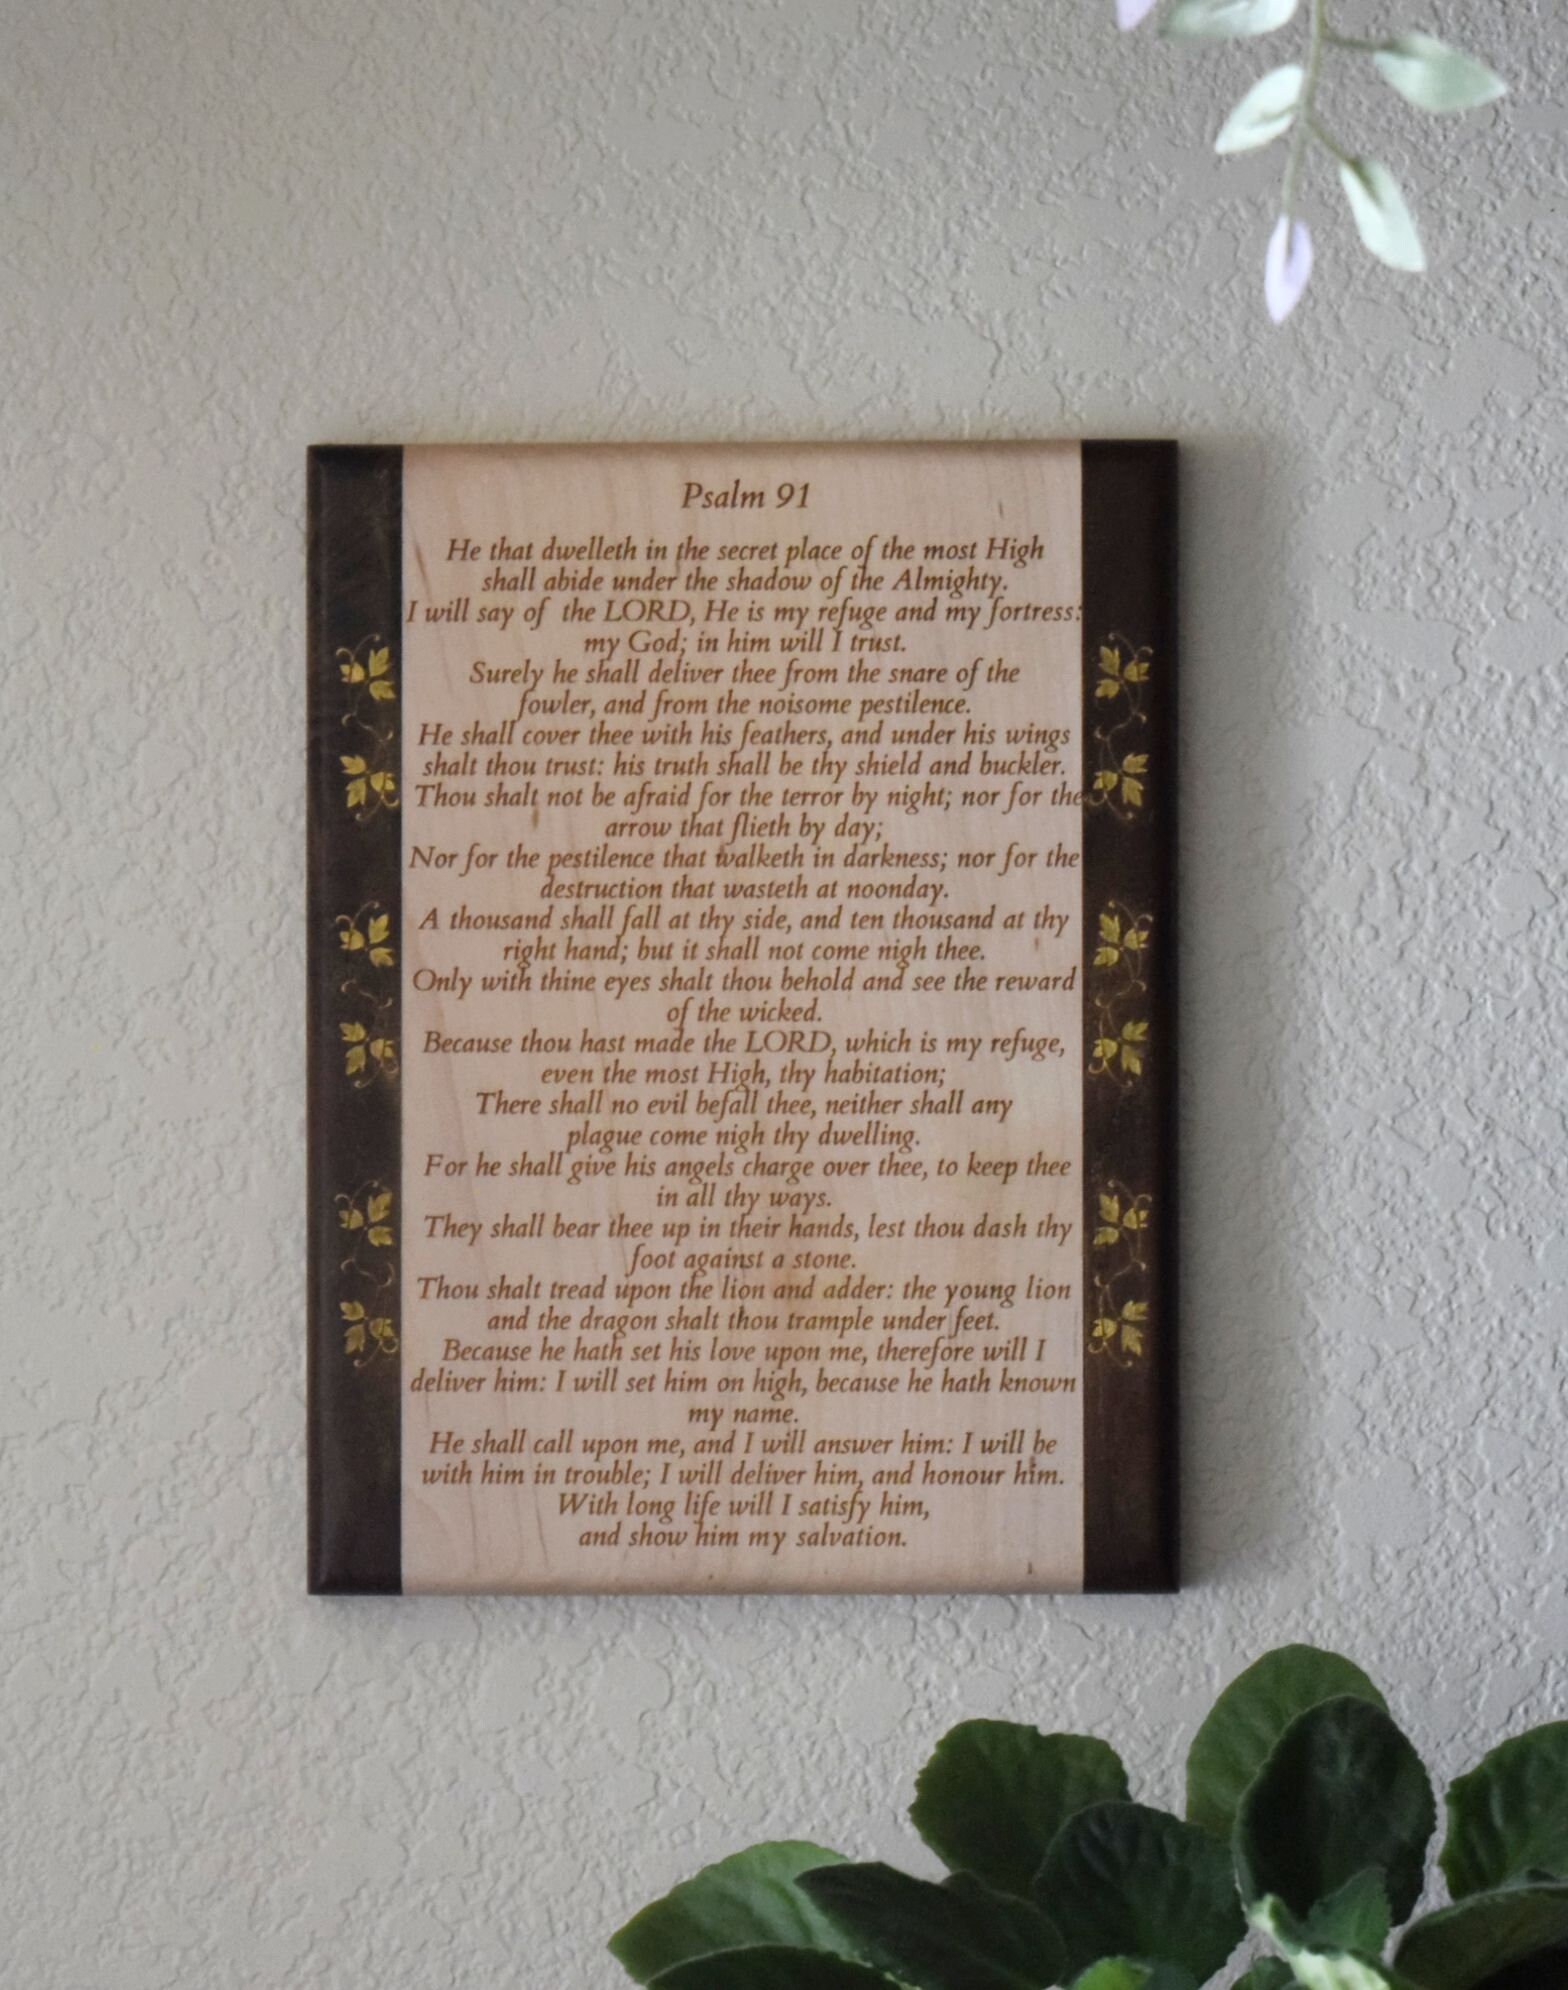 Psalm 91
He that dwelleth in the secret place of the most High
shall abide under the shadow of the Almighty.
I will say of the LORD, He is my refuge and my fortress:
my God; in him will I trust.
Surely he shall deliver thee from the snare of the
fowler, and from the noisome pestilence.
He shall cover thee with his feathers, and under his wings
shalt thou trust: his truth shall be thy shield and buckler.
Thou shalt not be afraid for the terror by night; nor for the
arrow that flieth by day;
Nor for the pestilence that walketh in darkness; nor for the
destruction that wasteth at noonday.
A thousand shall fall at thy side, and ten thousand at thy
right hand; but it shall not come nigh thee.
Only with thine eyes shalt thou behold and see the reward
of the wicked.
Because thou hast made the LORD, which is my refuge,
even the most High, thy habitation;
There shall no evil befall thee, neither shall any
plague come nigh thy dwelling.
For he shall give his angels charge over thee, to keep thee
in all thy ways.
They shall bear thee up in their hands, lest thou dash thy
foot against a stone.
Thou shalt tread upon the lion and adder: the young lion
and the dragon shalt thou trample under feet.
Because he hath set his love upon me, therefore will I
deliver him: I will set him on high, because he hath known
my name.
He shall call upon me, and I will answer him: I will be
with him in trouble; I will deliver him, and honour him.
With long life will I satisfy him,
and show him my salvation.